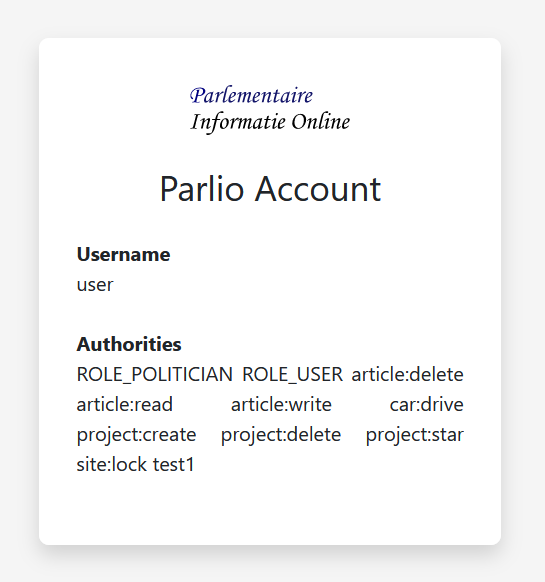 Parlementaire
Informatie Online
Parlio Account
Username
user
Authorities
ROLE_POLITICIAN ROLE_USER article:delete
article:read article:write car:drive
project:create project:delete project:star
site:lock test1